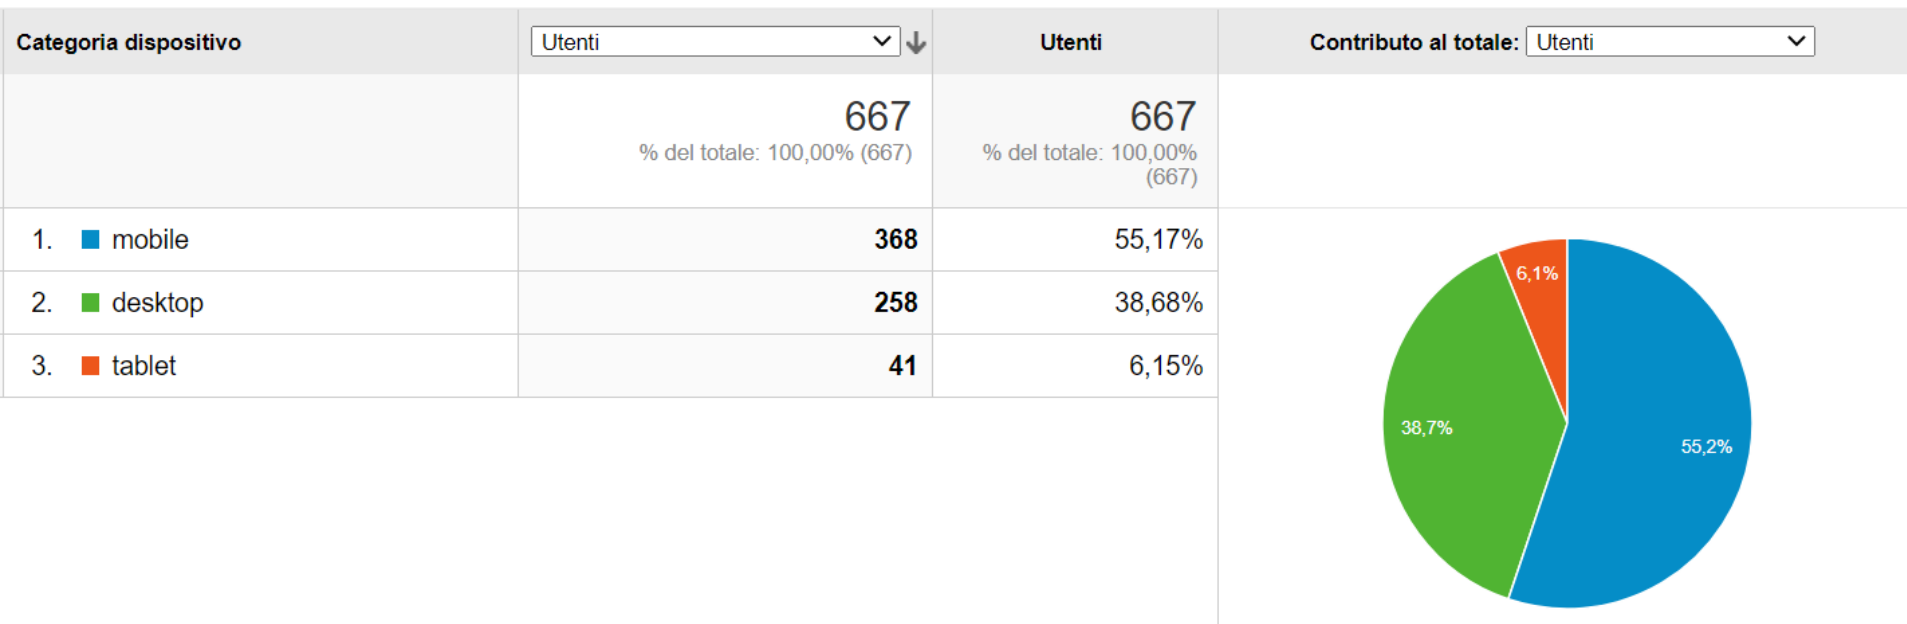 Categoria dispositivo Utenti Utenti Contributo al totale: Utenti
667 667
% del totale: 100,00% (667) % del totale: 100,00%
(667)
1. mobile 368 55,17%
2. desktop 258 38,68%
3. tablet 41 6,15%
6,1%
38,7%
55,2%